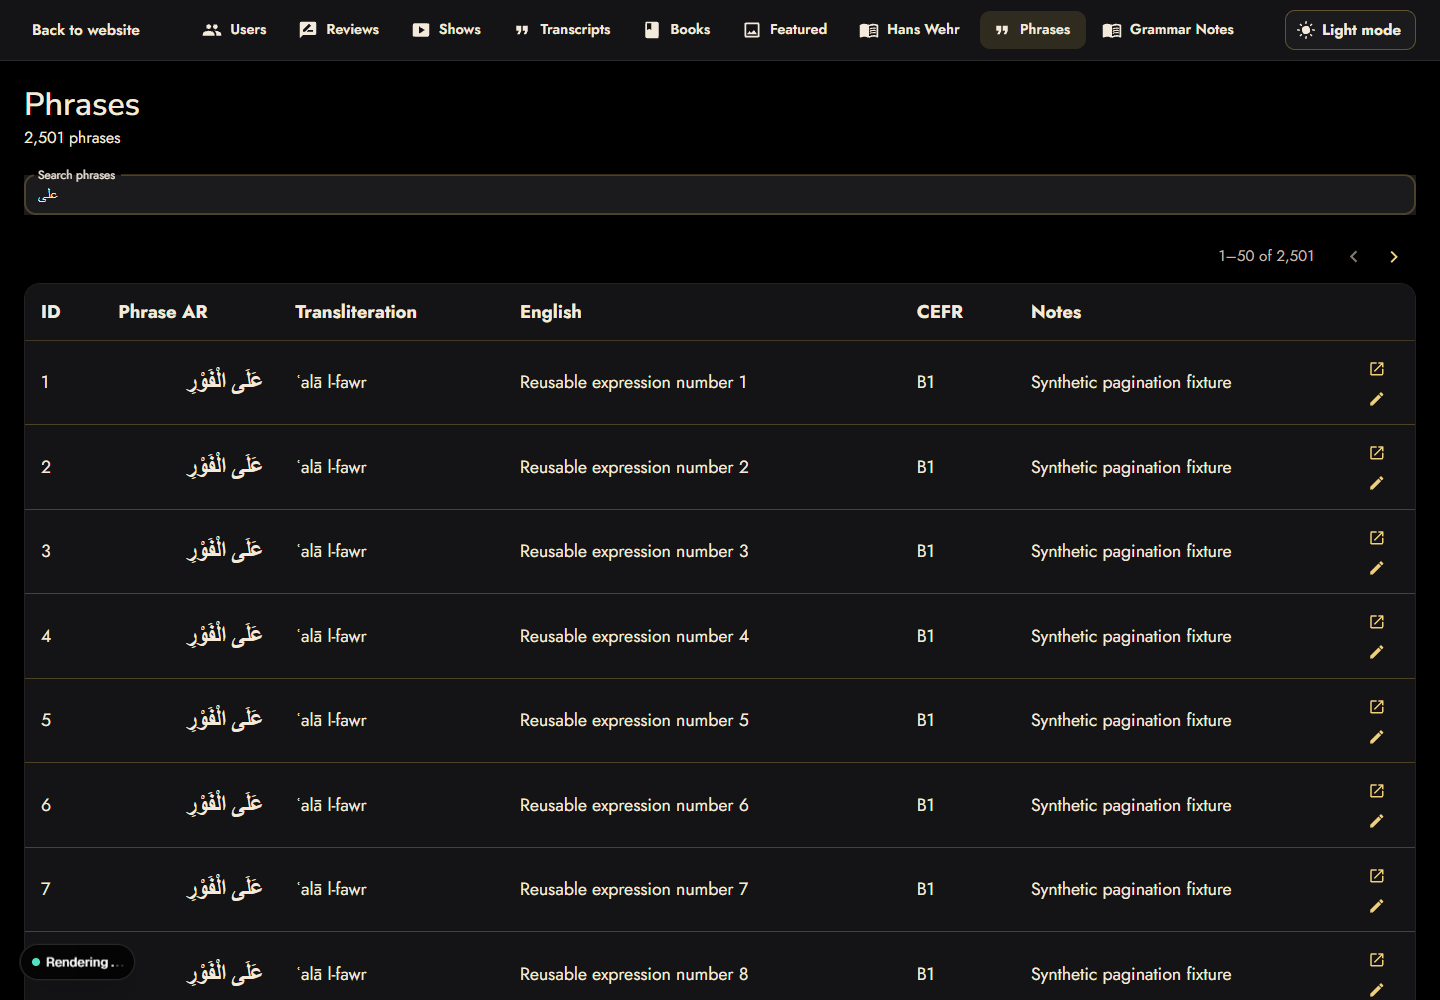 Back to website
Users
Reviews
Shows
Transcripts
Books
Featured
Hans Wehr
Phrases
Grammar Notes
Light mode
Phrases
2,501 phrases
Search phrases
على
1–50 of 2,501
ID Phrase AR Transliteration English CEFR Notes
1 عَلَى الْفَوْرِ ʿalā l-fawr Reusable expression number 1 B1 Synthetic pagination fixture
2 عَلَى الْفَوْرِ ʿalā l-fawr Reusable expression number 2 B1 Synthetic pagination fixture
3 عَلَى الْفَوْرِ ʿalā l-fawr Reusable expression number 3 B1 Synthetic pagination fixture
4 عَلَى الْفَوْرِ ʿalā l-fawr Reusable expression number 4 B1 Synthetic pagination fixture
5 عَلَى الْفَوْرِ ʿalā l-fawr Reusable expression number 5 B1 Synthetic pagination fixture
6 عَلَى الْفَوْرِ ʿalā l-fawr Reusable expression number 6 B1 Synthetic pagination fixture
7 عَلَى الْفَوْرِ ʿalā l-fawr Reusable expression number 7 B1 Synthetic pagination fixture
عَلَى الْفَوْرِ ʿalā l-fawr Reusable expression number 8 B1 Synthetic pagination fixture
Rendering...